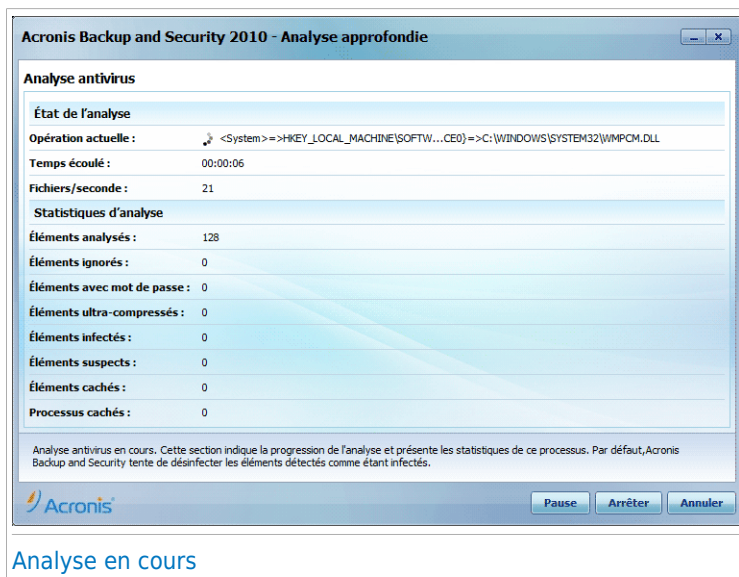 Acronis Backup and Security 2010 - Analyse approfondie
Analyse antivirus
État de l'analyse
Opération actuelle : <System>=>HKEY_LOCAL_MACHINE\SOFTW...CE0}=>C:\WINDOWS\SYSTEM32\WMPCM.DLL
Temps écoulé : 00:00:06
Fichiers/seconde : 21
Statistiques d'analyse
Éléments analysés : 128
Éléments ignorés : 0
Éléments avec mot de passe : 0
Éléments ultra-compressés : 0
Éléments infectés : 0
Éléments suspects : 0
Éléments cachés : 0
Processus cachés : 0
Analyse antivirus en cours. Cette section indique la progression de l'analyse et présente les statistiques de ce processus. Par défaut,Acronis
Backup and Security tente de désinfecter les éléments détectés comme étant infectés.
Acronis Pause Arrêter Annuler
Analyse en cours